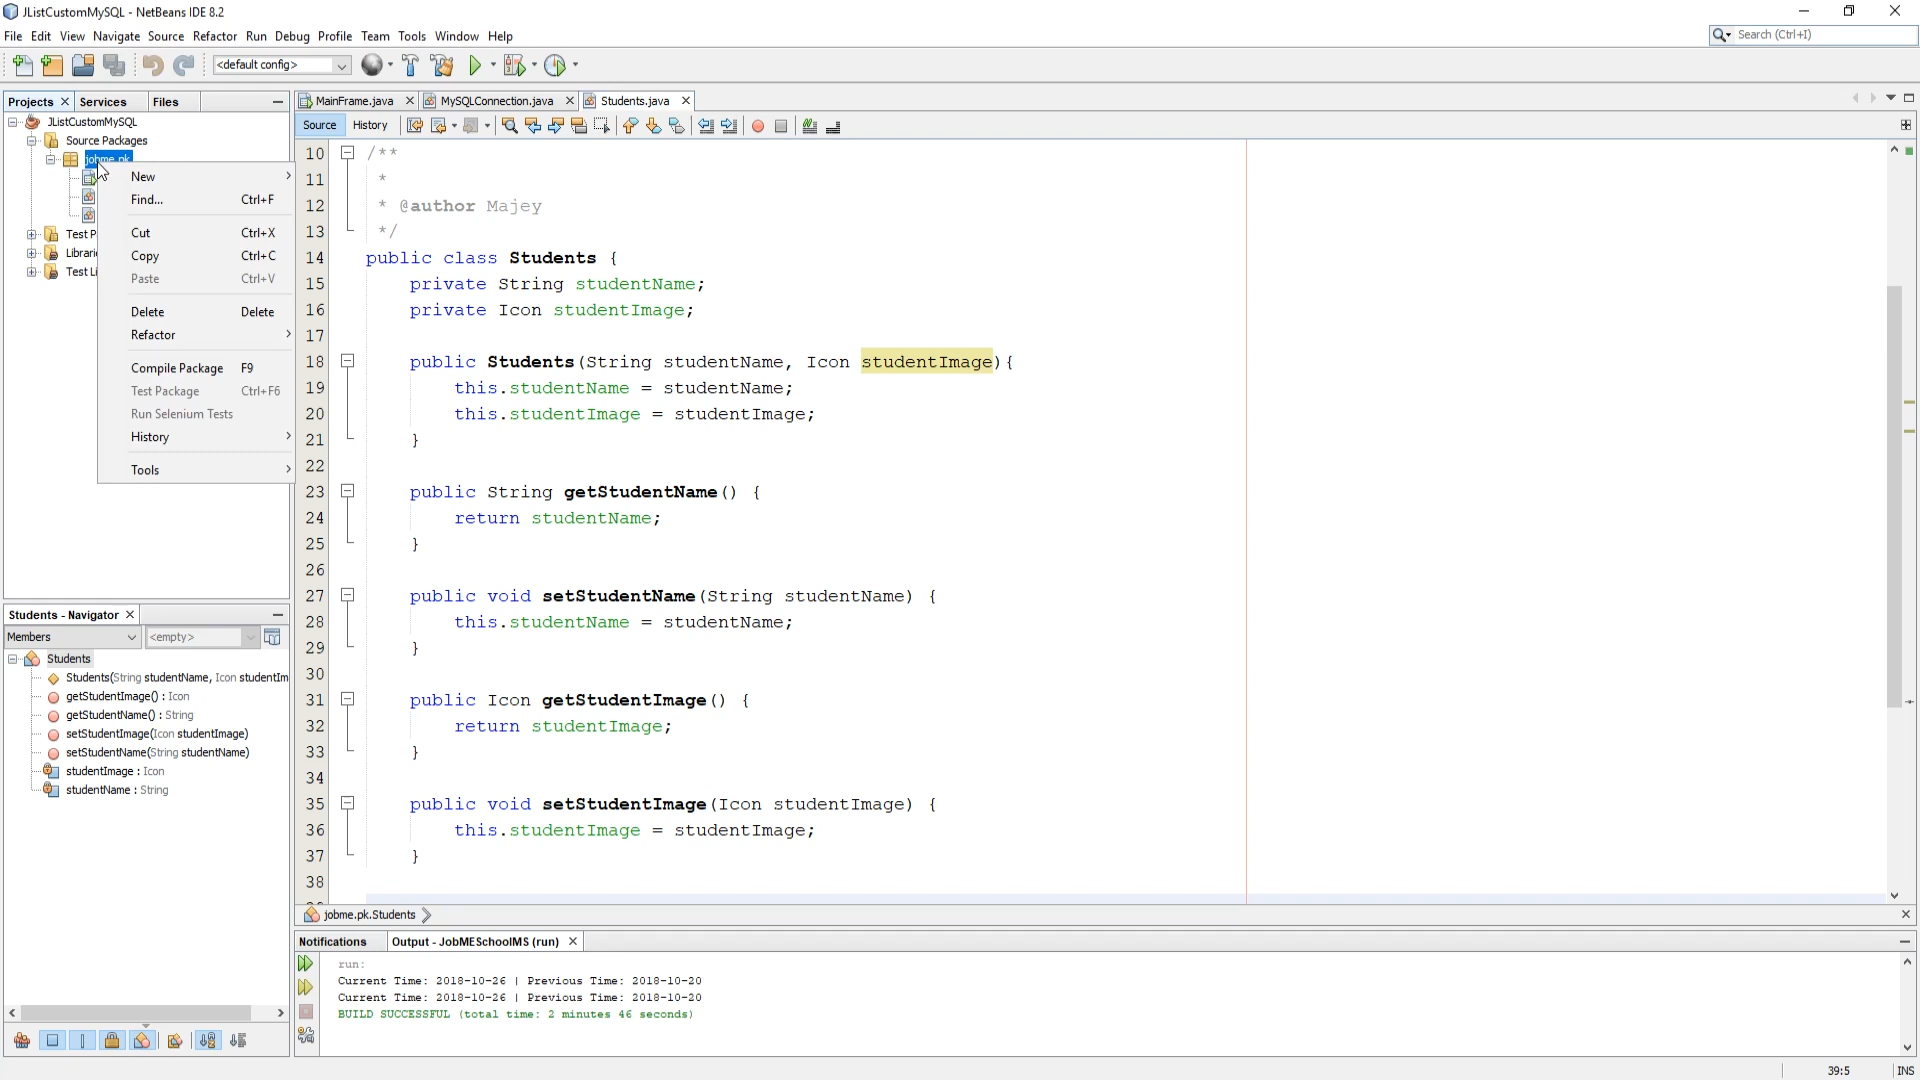 JListCustomMySQL - NetBeans IDE 8.2
File Edit View Navigate Source Refactor Run Debug Profile Team Tools Window Help
Search (Ctrl+I)
<default config>
Projects Services Files
MainFrame.java MySQLConnection.java Students.java
JListCustomMySQL
Source Packages
jobme.pk
Test P
Librari
Test Li
New
Find... Ctrl+F
Cut Ctrl+X
Copy Ctrl+C
Paste Ctrl+V
Delete Delete
Refactor
Compile Package F9
Test Package Ctrl+F6
Run Selenium Tests
History
Tools
Source History
10 /**
11 *
12 * @author Majey
13 */
14 public class Students {
15 private String studentName;
16 private Icon studentImage;
17
18 public Students(String studentName, Icon studentImage){
19 this.studentName = studentName;
20 this.studentImage = studentImage;
21 }
22
23 public String getStudentName() {
24 return studentName;
25 }
26
27 public void setStudentName(String studentName) {
28 this.studentName = studentName;
29 }
30
31 public Icon getStudentImage() {
32 return studentImage;
33 }
34
35 public void setStudentImage(Icon studentImage) {
36 this.studentImage = studentImage;
37 }
38
jobme.pk.Students
Students - Navigator
Members <empty>
Students
Students(String studentName, Icon studentIm
getStudentImage() : Icon
getStudentName() : String
setStudentImage(Icon studentImage)
setStudentName(String studentName)
studentImage : Icon
studentName : String
Notifications Output - JobMESchoolMS (run)
run:
Current Time: 2018-10-26 | Previous Time: 2018-10-20
Current Time: 2018-10-26 | Previous Time: 2018-10-20
BUILD SUCCESSFUL (total time: 2 minutes 46 seconds)
39:5 INS